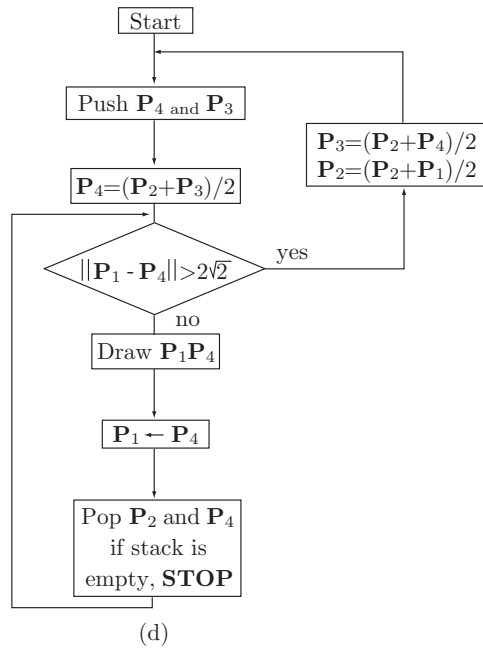 Start
Push P₄ and P₃
P₃=(P₂+P₄)/2
P₂=(P₂+P₁)/2
P₄=(P₂+P₃)/2
||P₁ - P₄||>2√2
yes
no
Draw P₁P₄
P₁ ← P₄
Pop P₂ and P₄
if stack is
empty, STOP
(d)